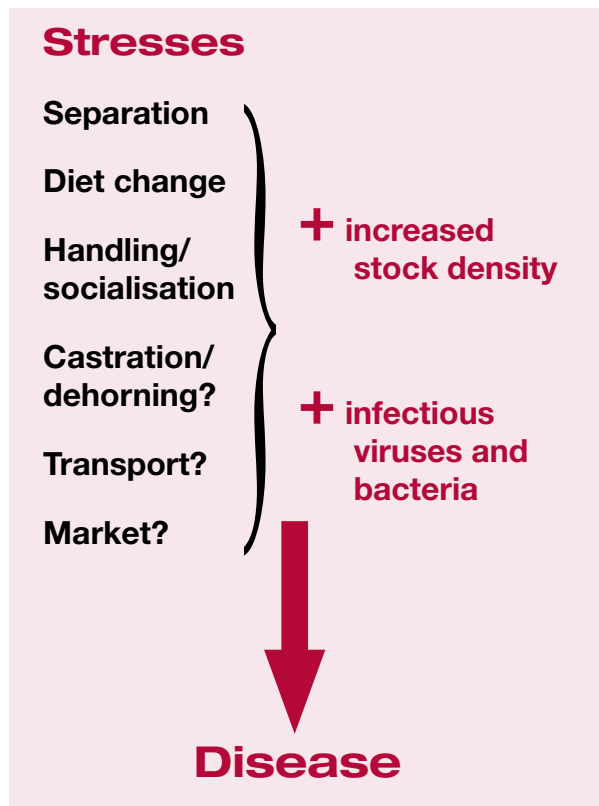 Stresses
Separation
Diet change
Handling/
socialisation
Castration/
dehorning?
Transport?
Market?
+ increased
stock density
+ infectious
viruses and
bacteria
Disease